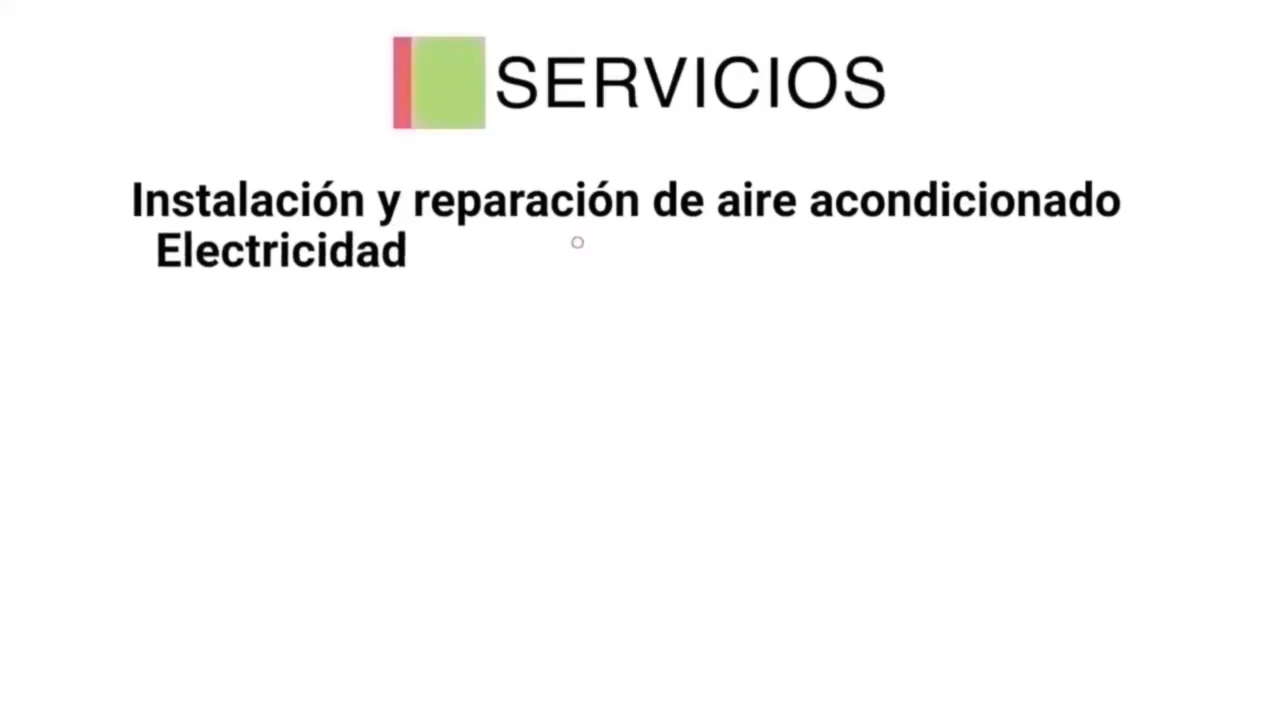 SERVICIOS
Instalación y reparación de aire acondicionado
Electricidad